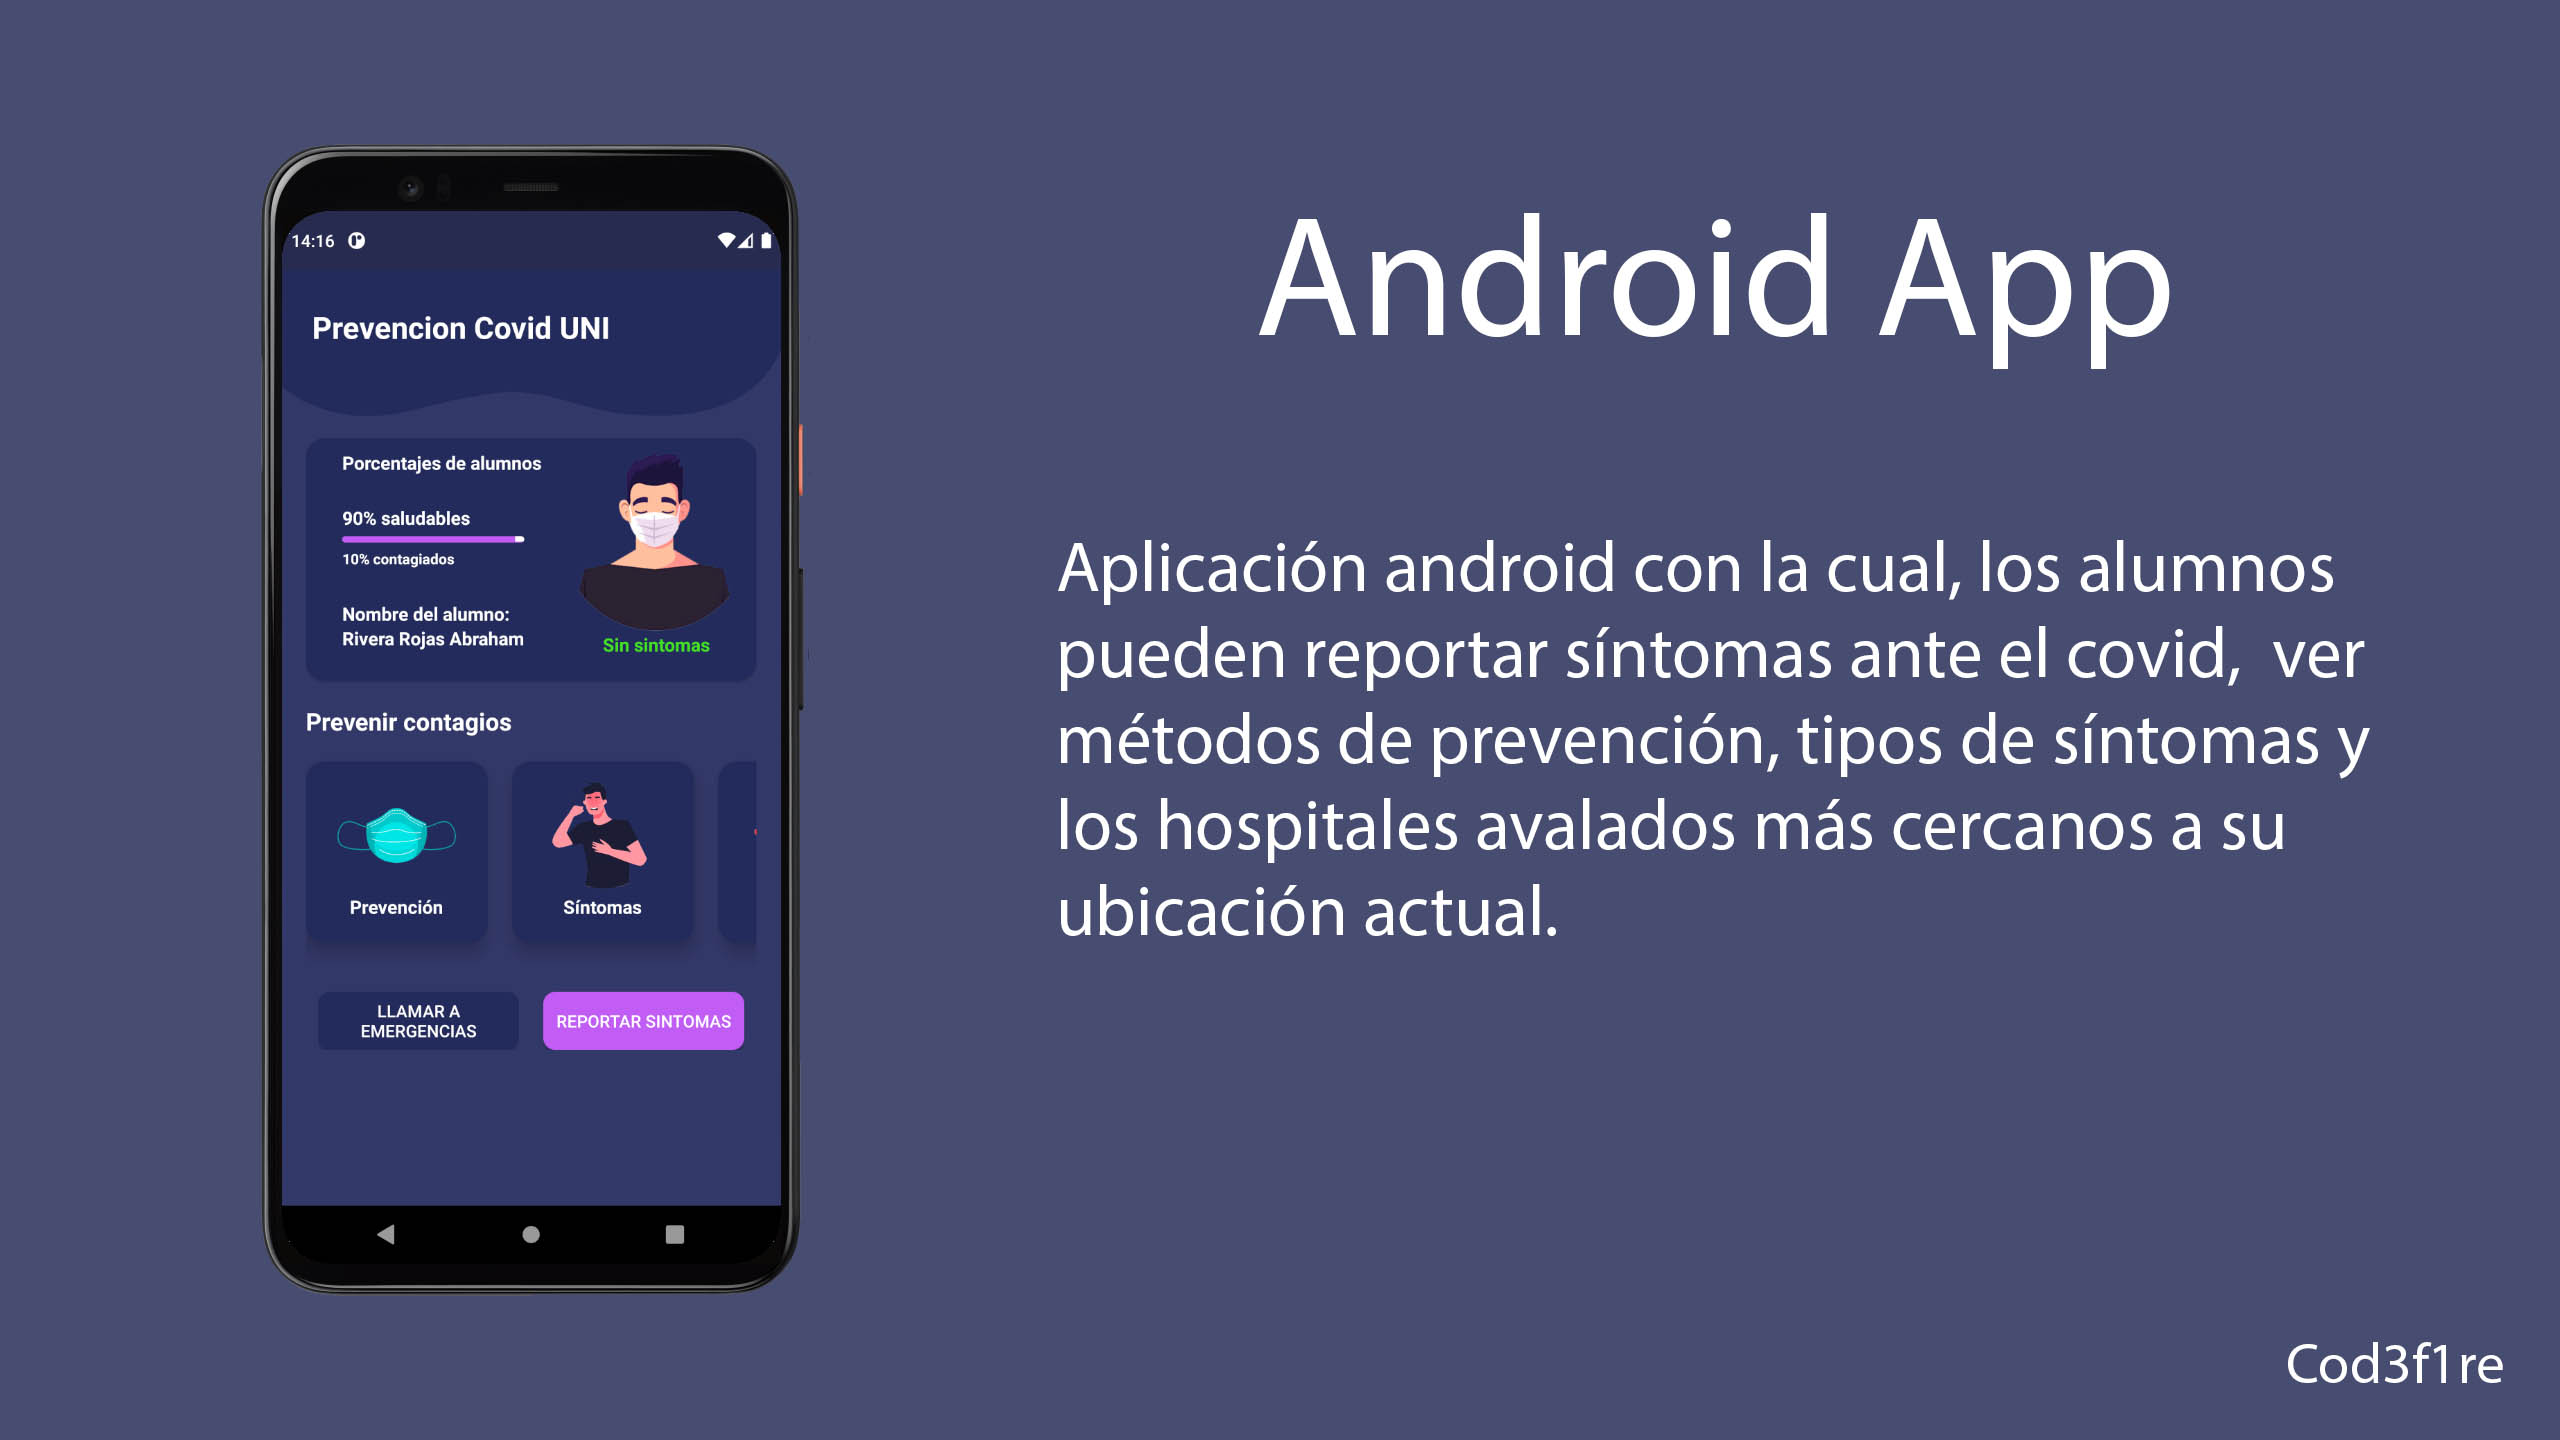 14:16
Prevencion Covid UNI
Porcentajes de alumnos
90% saludables
10% contagiados
Nombre del alumno:
Rivera Rojas Abraham
Sin sintomas
Prevenir contagios
Prevención
Síntomas
LLAMAR A
EMERGENCIAS
REPORTAR SINTOMAS
Android App
Aplicación android con la cual, los alumnos
pueden reportar síntomas ante el covid,  ver
métodos de prevención, tipos de síntomas y
los hospitales avalados más cercanos a su
ubicación actual.
Cod3f1re